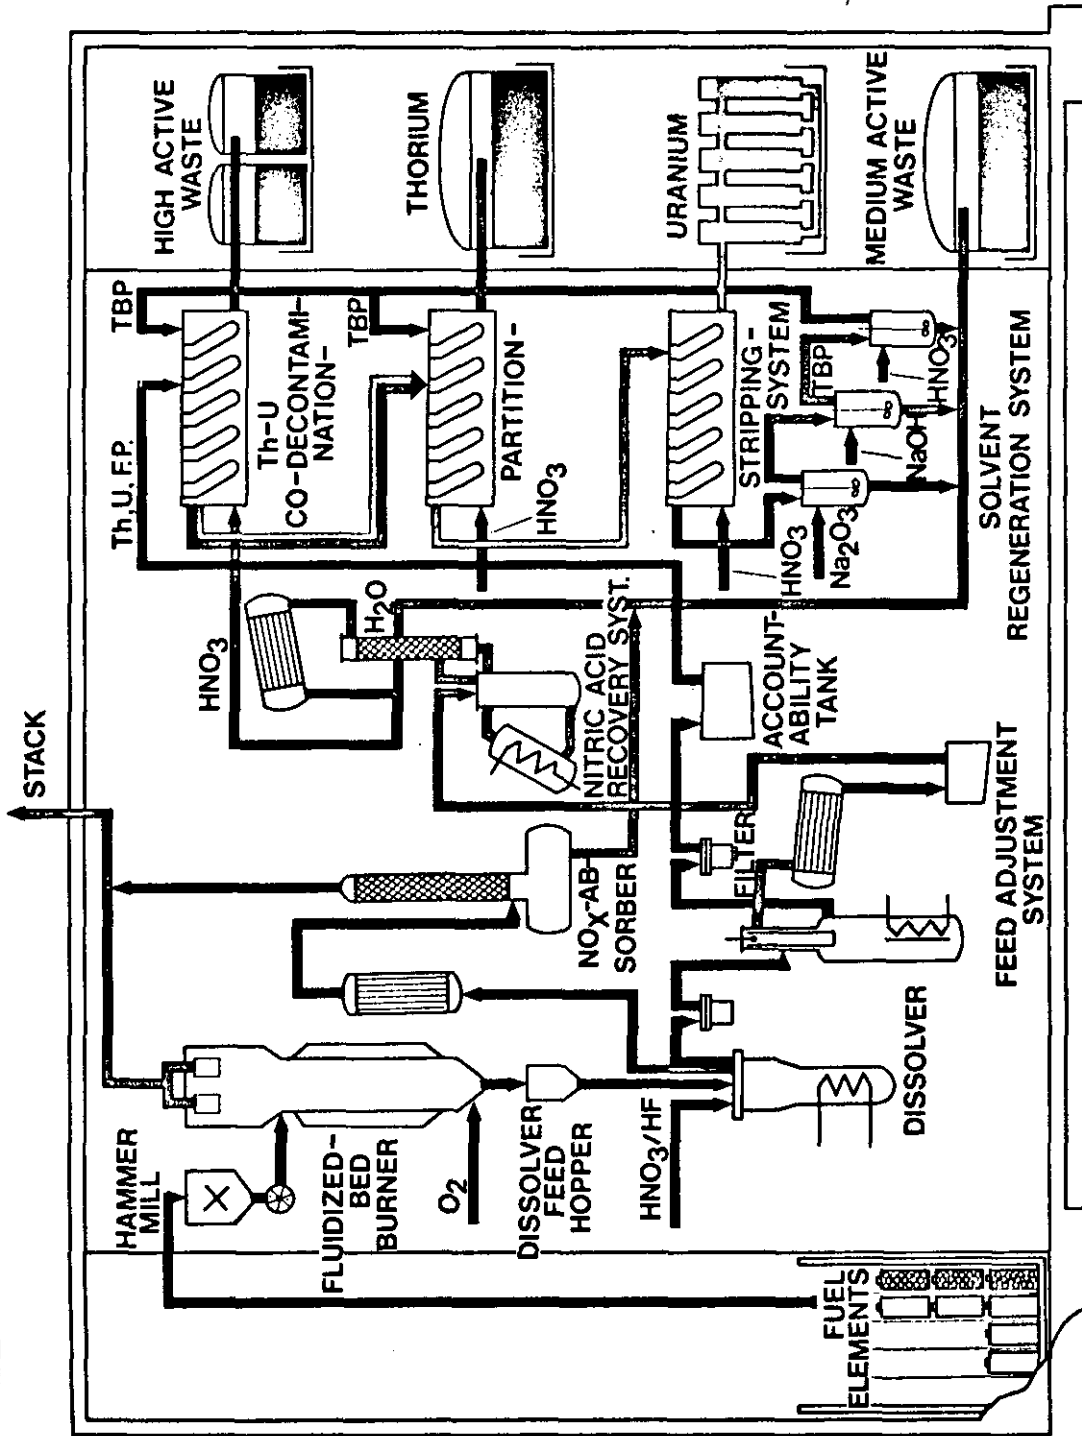 HIGH ACTIVE
WASTE
THORIUM
URANIUM
MEDIUM ACTIVE
WASTE
TBP
Th,U,F.P.
Th-U
CO-DECONTAMI-
NATION-
TBP
PARTITION-
HNO3
STRIPPING-
SYSTEM
TBP
HNO3
NaOH
HNO3
Na2O3
SOLVENT
REGENERATION SYSTEM
HNO3
H2O
NITRIC ACID
RECOVERY SYST.
ACCOUNT-
ABILITY
TANK
STACK
NOX-AB-
SORBER
FILTER
FEED ADJUSTMENT
SYSTEM
HAMMER
MILL
FLUIDIZED-
BED
BURNER
O2
DISSOLVER
FEED
HOPPER
HNO3/HF
DISSOLVER
FUEL
ELEMENTS